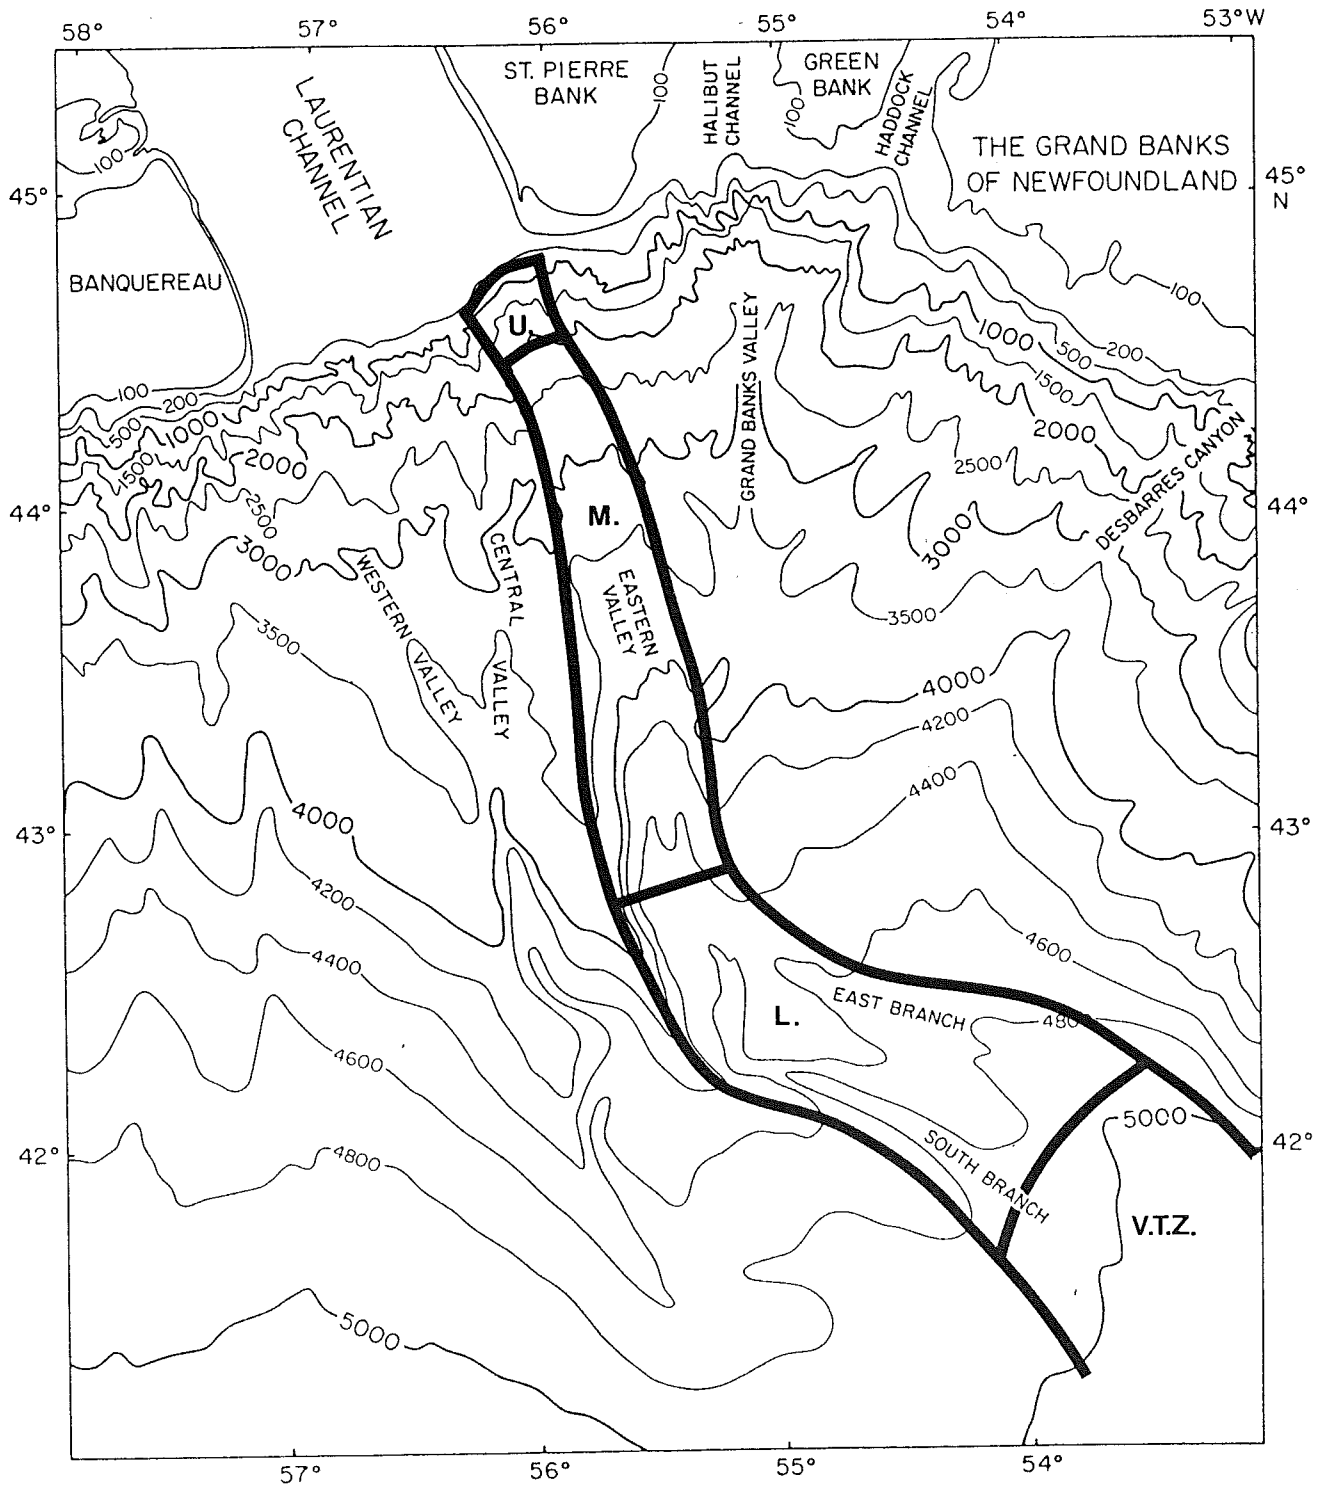 58°
57°
56°
55°
54°
53°W
LAURENTIAN
CHANNEL
ST. PIERRE
BANK
100
HALIBUT
CHANNEL
GREEN
BANK
100
HADDOCK
CHANNEL
THE GRAND BANKS
OF NEWFOUNDLAND
100
45°
45°
N
BANQUEREAU
100
U.
GRAND BANKS VALLEY
1000
500
200
1500
2000
2500
3000
DESBARRES CANYON
100
200
500
1000
1500
2000
2500
3000
44°
44°
M.
CENTRAL
VALLEY
WESTERN
VALLEY
EASTERN
VALLEY
3500
3500
4000
4200
4400
4000
43°
43°
4200
4400
4600
4600
EAST BRANCH
L.
480
SOUTH BRANCH
5000
42°
42°
4800
V.T.Z.
5000
57°
56°
55°
54°